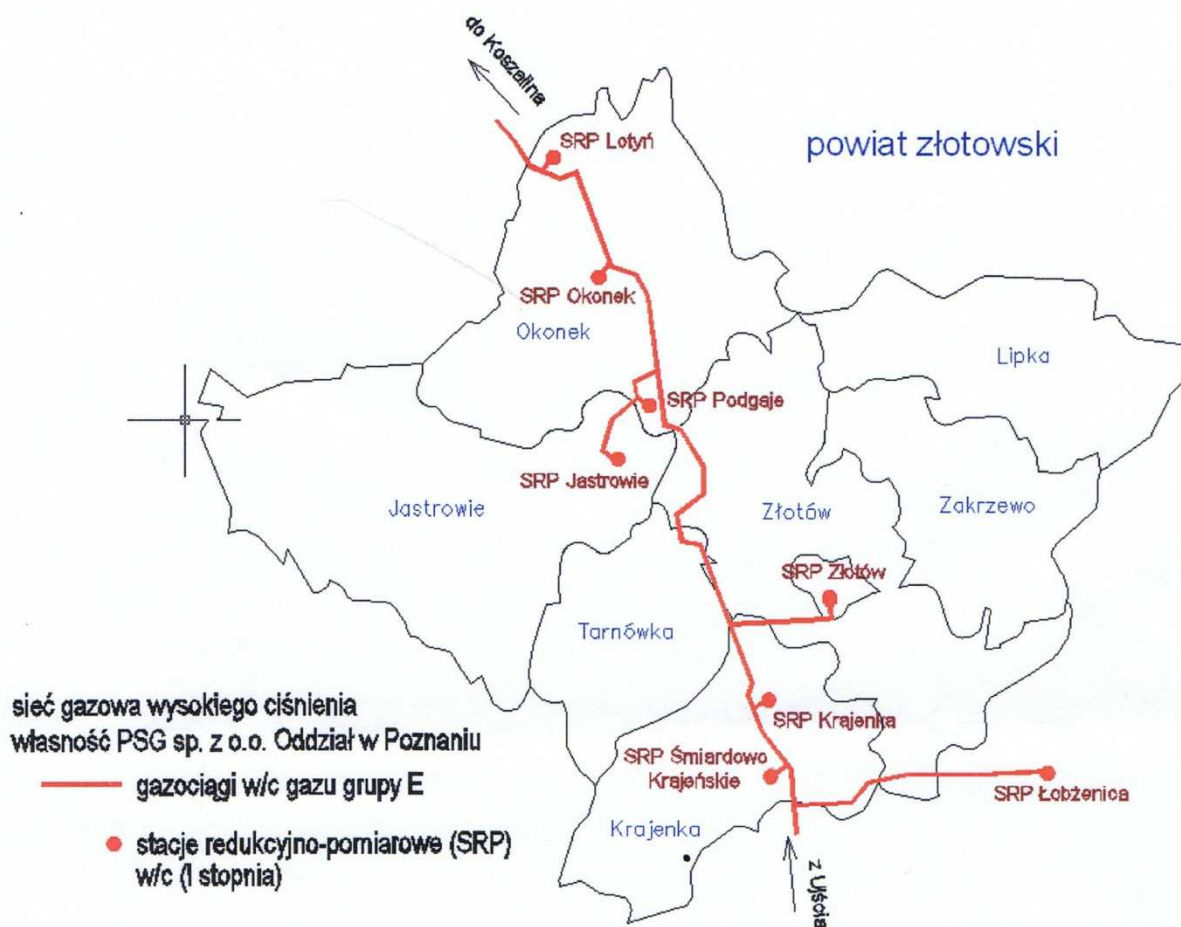 do Koszalina
powiat złotowski
SRP Lotyń
SRP Okonek
Okonek
Lipka
SRP Podgaje
SRP Jastrowie
Jastrowie
Złotów
Zakrzewo
SRP Złotów
Tarnówka
SRP Krajenka
SRP Śmiardowo
Krajeńskie
SRP Łobżenica
Krajenka
z Ujścia
sieć gazowa wysokiego ciśnienia
własność PSG sp. z o.o. Oddział w Poznaniu
gazociągi w/c gazu grupy E
stacje redukcyjno-pomiarowe (SRP)
w/c (I stopnia)